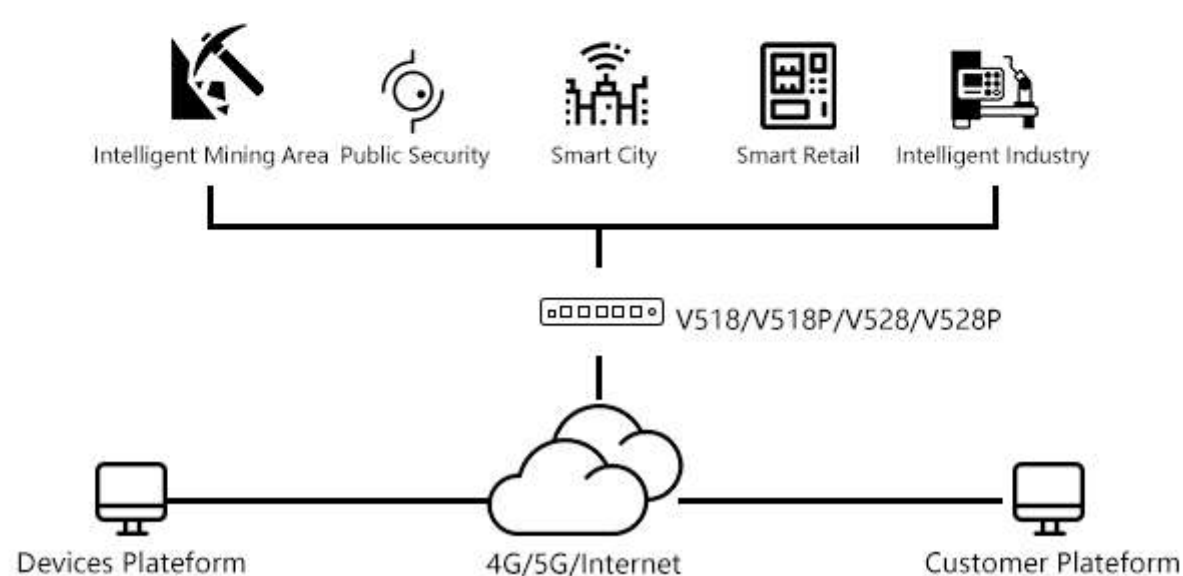 Intelligent Mining Area Public Security Smart City Smart Retail Intelligent Industry
V518/V518P/V528/V528P
Devices Plateform 4G/5G/Internet Customer Plateform